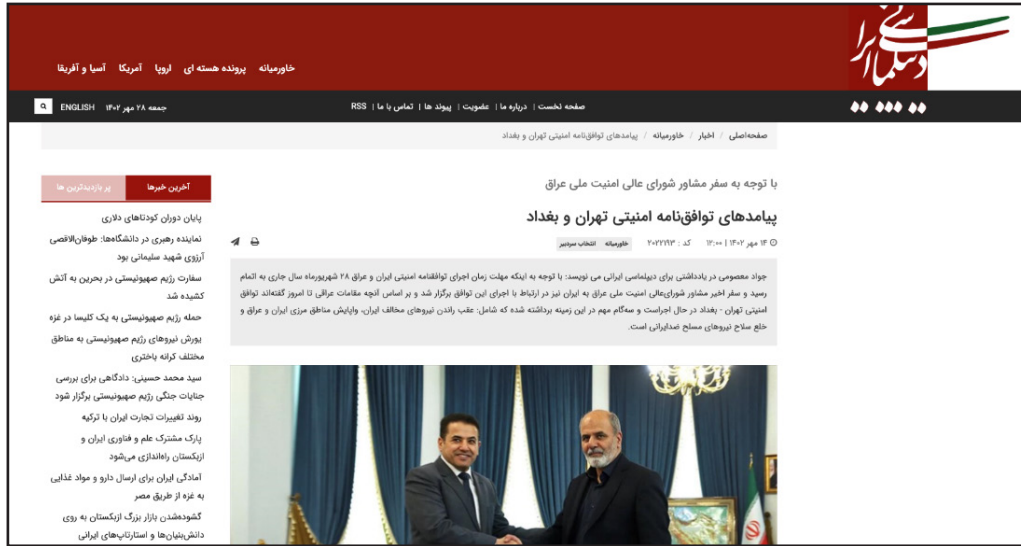 دیپلماسی ایرانی
خاورمیانه پرونده هسته ای اروپا آمریکا آسیا و آفریقا
صفحه نخست | درباره ما | عضویت | پیوند ها | تماس با ما | RSS
جمعه ۲۸ مهر ۱۴۰۲ ENGLISH
صفحه‌اصلی / اخبار / خاورمیانه / پیامدهای توافق‌نامه امنیتی تهران و بغداد
با توجه به سفر مشاور شورای عالی امنیت ملی عراق
پیامدهای توافق‌نامه امنیتی تهران و بغداد
۱۴ مهر ۱۴۰۲ | ۱۲:۰۰ کد : ۲۰۲۲۱۹۳ خاورمیانه انتخاب سردبیر
جواد معصومی در یادداشتی برای دیپلماسی ایرانی می نویسد: با توجه به اینکه مهلت زمان اجرای توافقنامه امنیتی ایران و عراق ۲۸ شهریورماه سال جاری به اتمام
رسید و سفر اخیر مشاور شورای‌عالی امنیت ملی عراق به ایران نیز در ارتباط با اجرای این توافق برگزار شد و بر اساس آنچه مقامات عراقی تا امروز گفته‌اند توافق
امنیتی تهران - بغداد در حال اجراست و سه‌گام مهم در این زمینه برداشته شده که شامل: عقب راندن نیروهای مخالف ایران، واپایش مناطق مرزی ایران و عراق و
خلع سلاح نیروهای مسلح ضدایرانی است.
آخرین خبرها پر بازدیدترین ها
پایان دوران کودتاهای دلاری
نماینده رهبری در دانشگاه‌ها: طوفان‌الاقصی
آرزوی شهید سلیمانی بود
سفارت رژیم صهیونیستی در بحرین به آتش
کشیده شد
حمله رژیم صهیونیستی به یک کلیسا در غزه
یورش نیروهای رژیم صهیونیستی به مناطق
مختلف کرانه باختری
سید محمد حسینی: دادگاهی برای بررسی
جنایات جنگی رژیم صهیونیستی برگزار شود
روند تغییرات تجارت ایران با ترکیه
پارک مشترک علم و فناوری ایران و
ازبکستان راه‌اندازی می‌شود
آمادگی ایران برای ارسال دارو و مواد غذایی
به غزه از طریق مصر
گشوده‌شدن بازار بزرگ ازبکستان به روی
دانش‌بنیان‌ها و استارتاپ‌های ایرانی